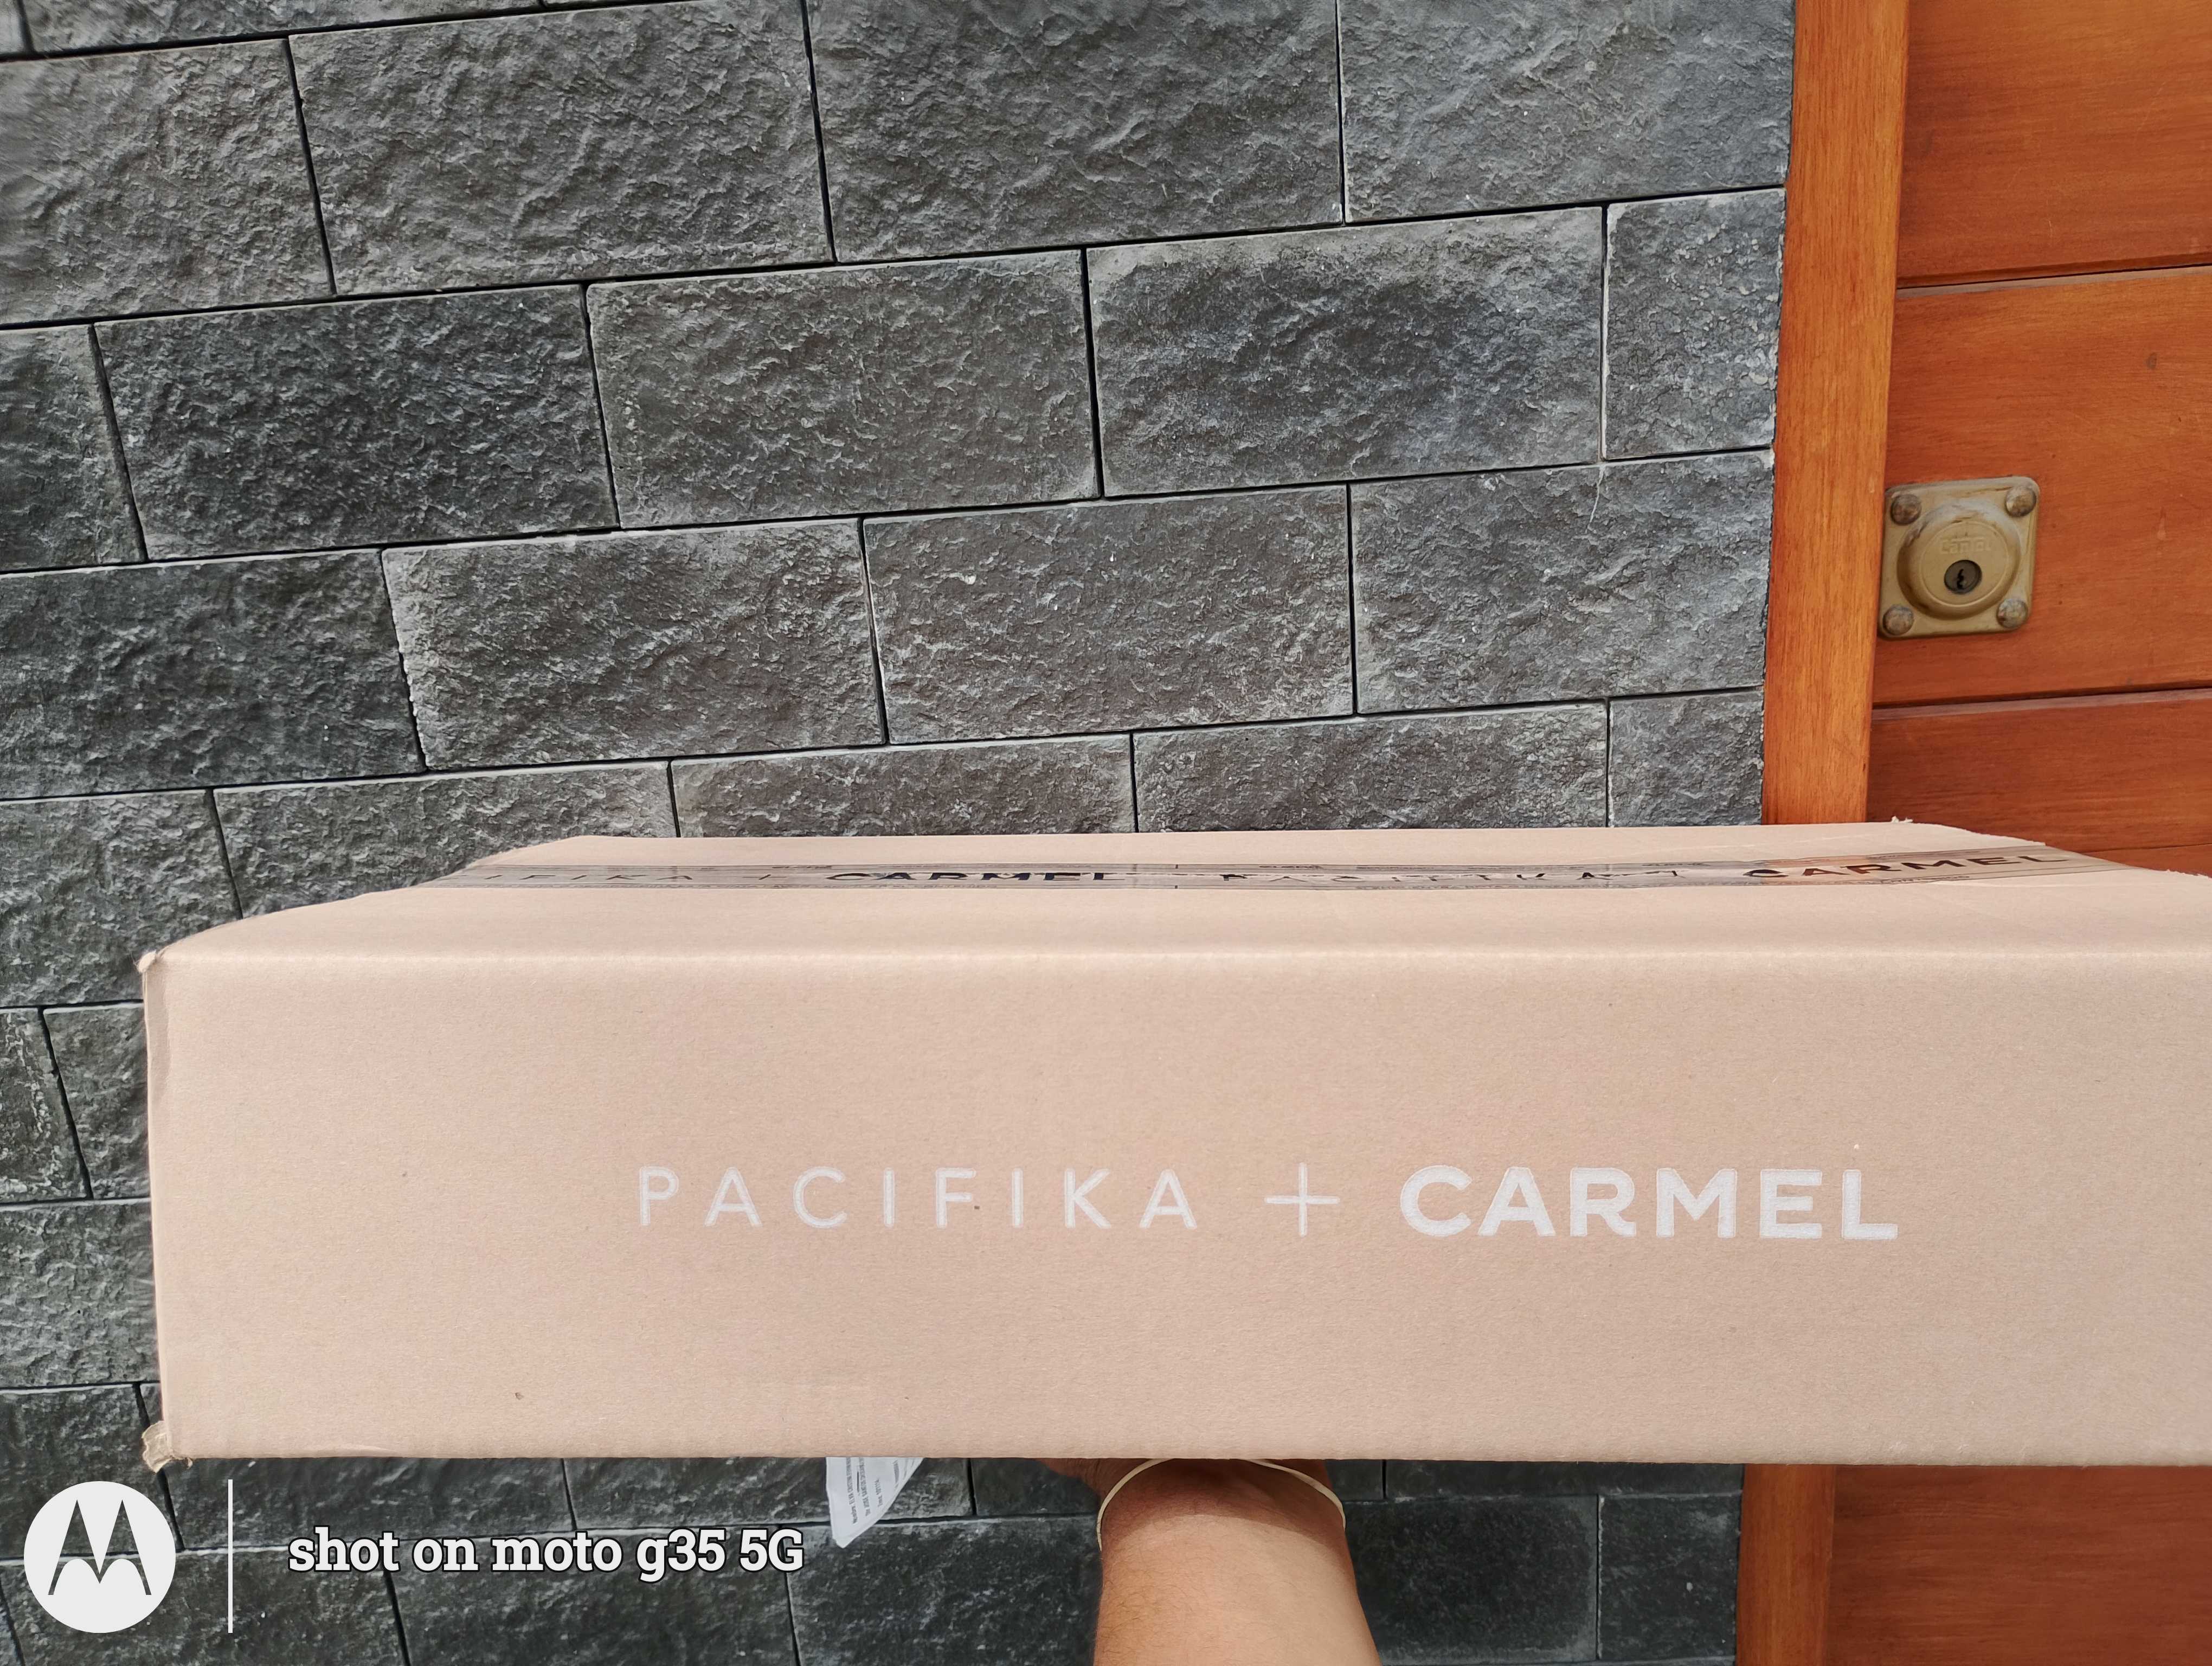 CARMEL CARMEL
PACIFIKA + CARMEL
shot on moto g35 5G